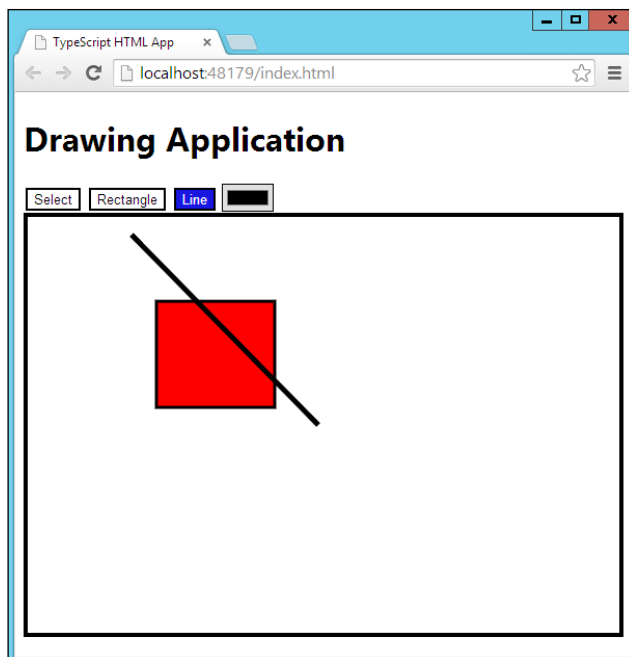 TypeScript HTML App
localhost:48179/index.html
Drawing Application
Select Rectangle Line